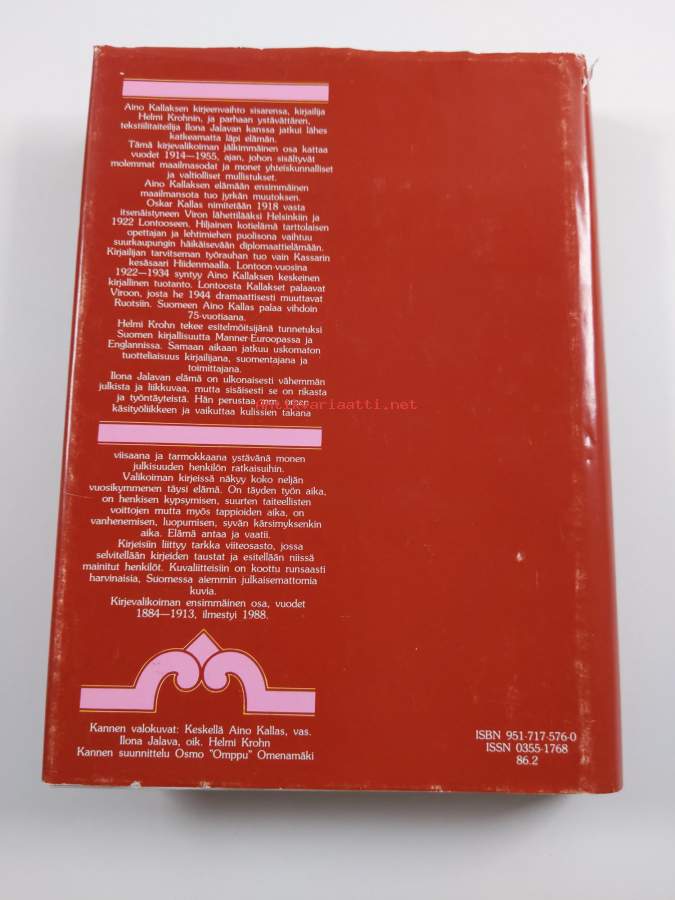 Aino Kallaksen kirjeenvaihto sisarensa, kirjailija
Helmi Krohnin, ja parhaan ystävättären,
tekstiilitaiteilija Ilona Jalavan kanssa jatkui lähes
katkeamatta läpi elämän.
Tämä kirjevalikoiman jälkimmäinen osa kattaa
vuodet 1914—1955, ajan, johon sisältyvät
molemmat maailmasodat ja monet yhteiskunnalliset
ja valtiolliset mullistukset.
Aino Kallaksen elämään ensimmäinen
maailmansota tuo jyrkän muutoksen.
Oskar Kallas nimitetään 1918 vasta
itsenäistyneen Viron lähettilääksi Helsinkiin ja
1922 Lontooseen. Hiljainen kotielämä tarttolaisen
opettajan ja lehtimiehen puolisona vaihtuu
suurkaupungin häikäisevään diplomaattielämään.
Kirjailijan tarvitseman työrauhan tuo vain Kassarin
kesäsaari Hiidenmaalla. Lontoon-vuosina
1922—1934 syntyy Aino Kallaksen keskeinen
kirjallinen tuotanto. Lontoosta Kallakset palaavat
Viroon, josta he 1944 dramaattisesti muuttavat
Ruotsiin. Suomeen Aino Kallas palaa vihdoin
75-vuotiaana.
Helmi Krohn tekee esitelmöitsijänä tunnetuksi
Suomen kirjallisuutta Manner-Euroopassa ja
Englannissa. Samaan aikaan jatkuu uskomaton
tuotteliaisuus kirjailijana, suomentajana ja
toimittajana.
Ilona Jalavan elämä on ulkonaisesti vähemmän
julkista ja liikkuvaa, mutta sisäisesti se on rikasta
ja työntäyteistä. Hän perustaa mm. oman
käsityöliikkeen ja vaikuttaa kulissien takana
antikvariaatti.net
viisaana ja tarmokkaana ystävänä monen
julkisuuden henkilön ratkaisuihin.
Valikoiman kirjeissä näkyy koko neljän
vuosikymmenen täysi elämä. On täyden työn aika,
on henkisen kypsymisen, suurten taiteellisten
voittojen mutta myös tappioiden aika, on
vanhenemisen, luopumisen, syvän kärsimyksenkin
aika. Elämä antaa ja vaatii.
Kirjeisiin liittyy tarkka viiteosasto, jossa
selvitellään kirjeiden taustat ja esitellään niissä
mainitut henkilöt. Kuvaliitteisiin on koottu runsaasti
harvinaisia, Suomessa aiemmin julkaisemattomia
kuvia.
Kirjevalikoiman ensimmäinen osa, vuodet
1884—1913, ilmestyi 1988.
Kannen valokuvat: Keskellä Aino Kallas, vas.
Ilona Jalava, oik. Helmi Krohn
Kannen suunnittelu Osmo "Omppu" Omenamäki
ISBN 951-717-576-0
ISSN 0355-1768
86.2